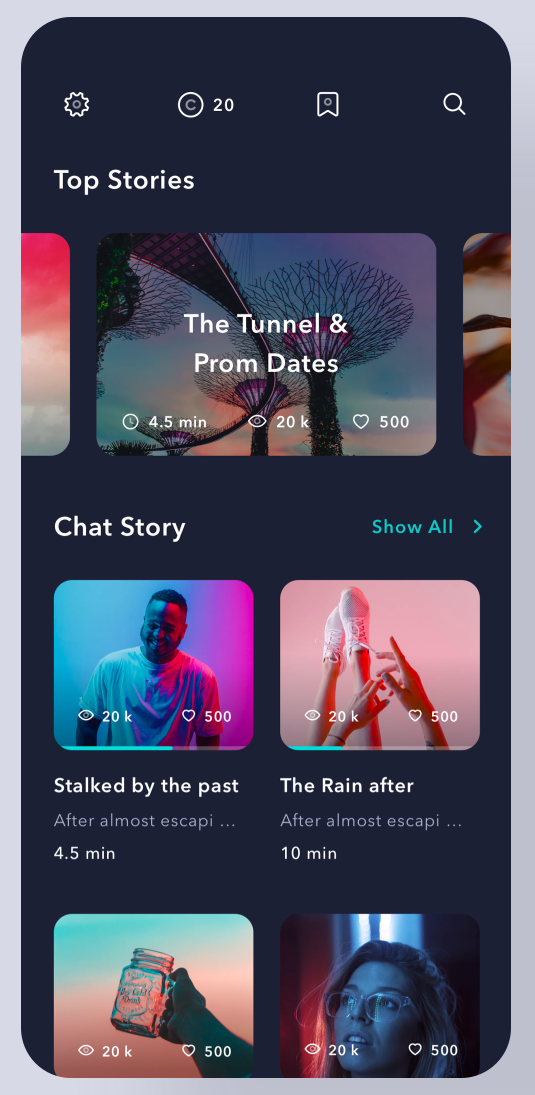 C 20
Top Stories
The Tunnel &
Prom Dates
4.5 min 20 k 500
Chat Story Show All
20 k 500 20 k 500
Stalked by the past The Rain after
After almost escapi ... After almost escapi ...
4.5 min 10 min
20 k 500 20 k 500